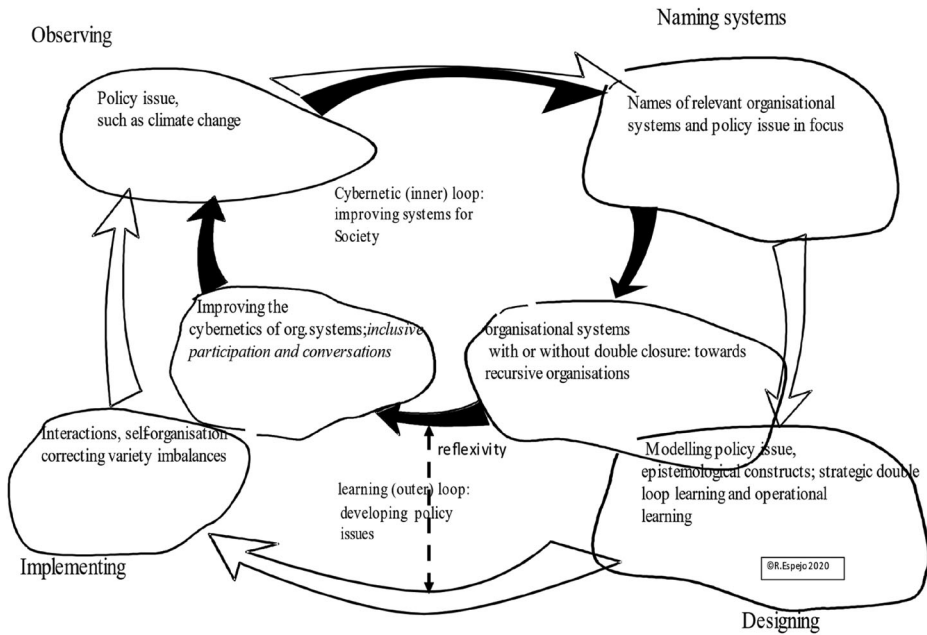 Observing
Naming systems
Policy issue,
such as climate change
Names of relevant organisational
systems and policy issue in focus
Cybernetic (inner) loop:
improving systems for
Society
Improving the
cybernetics of org.systems;inclusive
participation and conversations
organisational systems
with or without double closure: towards
recursive organisations
Interactions, self-organisation
correcting variety imbalances
reflexivity
learning (outer) loop:
developing policy
issues
Modelling policy issue,
epistemological constructs; strategic double
loop learning and operational
learning
©R.Espejo 2020
Implementing
Designing